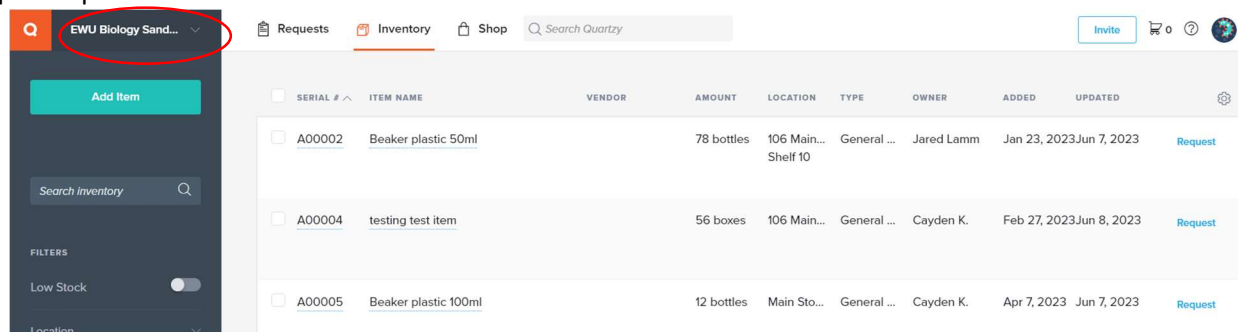 Q EWU Biology Sand... Requests Inventory Shop Search Quartzy Invite 0 ?
Add Item
SERIAL # ITEM NAME VENDOR AMOUNT LOCATION TYPE OWNER ADDED UPDATED
A00002 Beaker plastic 50ml 78 bottles 106 Main... General ... Jared Lamm Jan 23, 2023 Jun 7, 2023 Request
Shelf 10
Search inventory
A00004 testing test item 56 boxes 106 Main... General ... Cayden K. Feb 27, 2023 Jun 8, 2023 Request
FILTERS
Low Stock
A00005 Beaker plastic 100ml 12 bottles Main Sto... General ... Cayden K. Apr 7, 2023 Jun 7, 2023 Request
Location